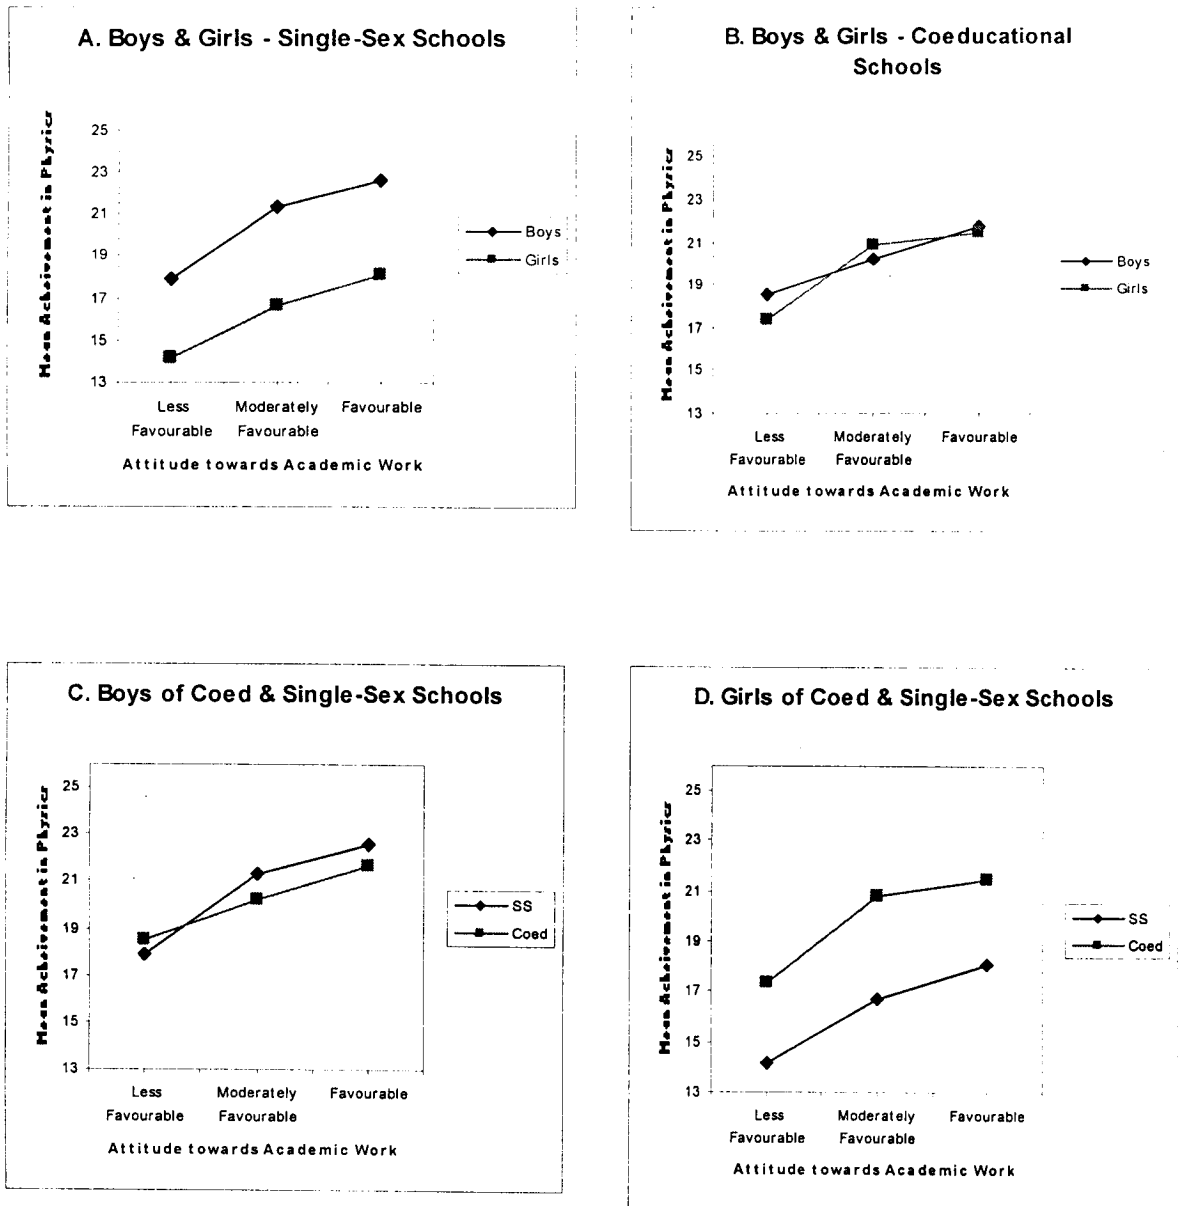 A. Boys & Girls - Single-Sex Schools
Mean Acheivement in Physics
25
23
21
19
17
15
13
Less
Favourable
Moderately
Favourable
Favourable
Attitude towards Academic Work
Boys
Girls
B. Boys & Girls - Coeducational
Schools
Mean Acheivement in Physics
25
23
21
19
17
15
13
Less
Favourable
Moderately
Favourable
Favourable
Attitude towards Academic Work
Boys
Girls
C. Boys of Coed & Single-Sex Schools
Mean Acheivement in Physics
25
23
21
19
17
15
13
Less
Favourable
Moderately
Favourable
Favourable
Attitude towards Academic Work
SS
Coed
D. Girls of Coed & Single-Sex Schools
Mean Acheivement in Physics
25
23
21
19
17
15
13
Less
Favourable
Moderately
Favourable
Favourable
Attitude towards Academic Work
SS
Coed